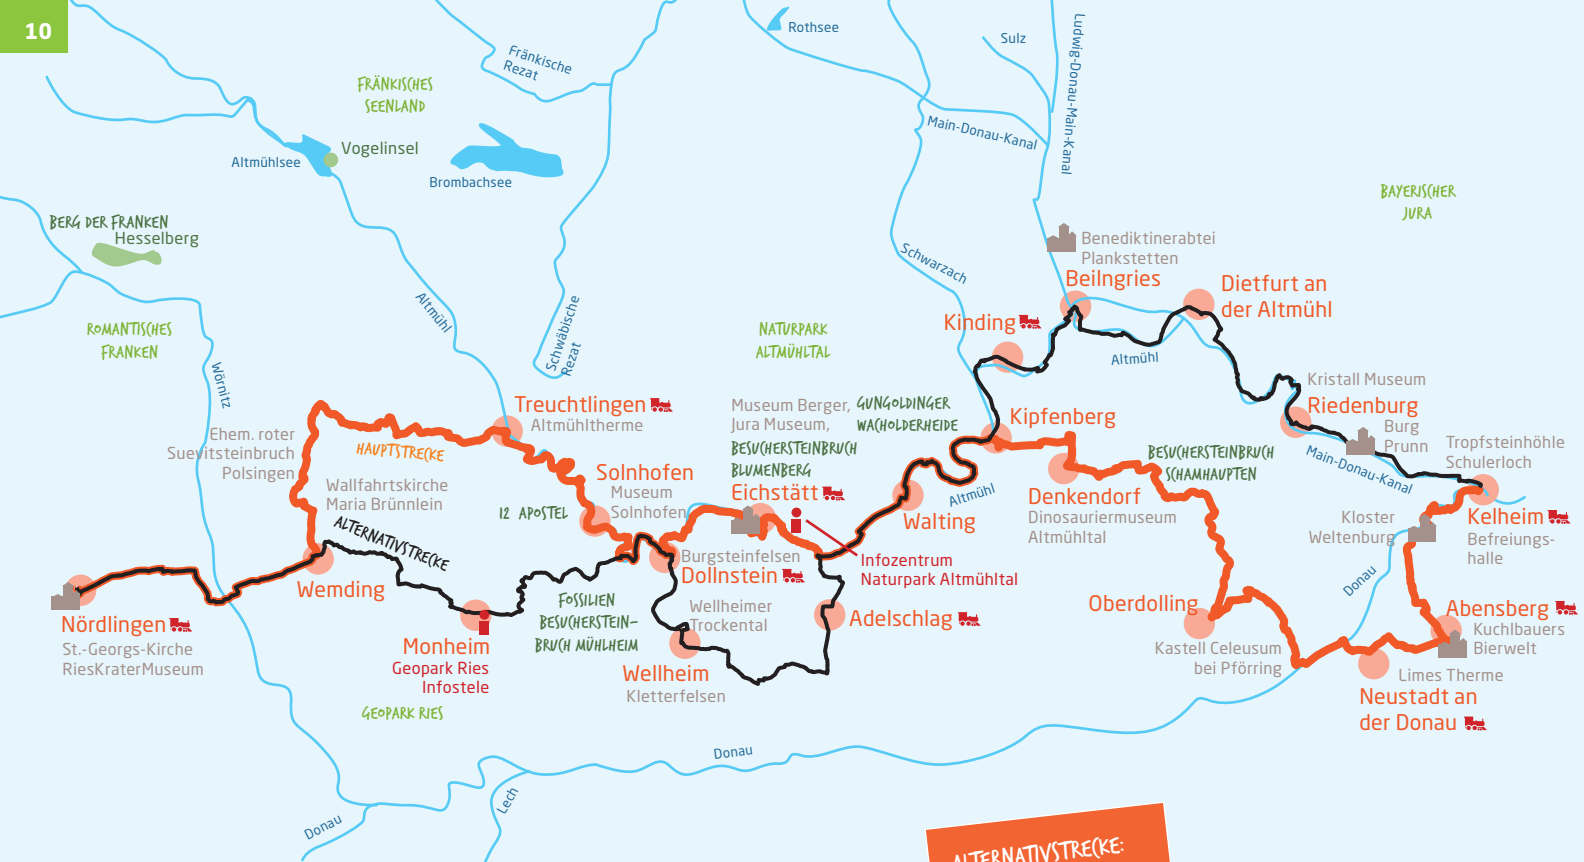 10
Rothsee
Sulz
Ludwig-Donau-Main-Kanal
Fränkische
Rezat
FRÄNKISCHES
SEENLAND
Main-Donau-Kanal
Vogelinsel
Altmühlsee
Brombachsee
BAYERISCHER
JURA
BERG DER FRANKEN
Hesselberg
Benediktinerabtei
Plankstetten
Beilngries
Schwarzach
Dietfurt an
der Altmühl
Altmühl
Schwäbische
Rezat
Kinding
ROMANTISCHES
FRANKEN
NATURPARK
ALTMÜHLTAL
Altmühl
Wörnitz
Kristall Museum
Riedenburg
Burg
Prunn
Treuchtlingen
Altmühltherme
Museum Berger,
Jura Museum,
BESUCHERSTEINBRUCH
BLUMENBERG
Eichstätt
GUNGOLDINGER
WACHOLDERHEIDE
Kipfenberg
Ehem. roter
Suevitsteinbruch
Polsingen
HAUPTSTRECKE
Tropfsteinhöhle
Schulerloch
Main-Donau-Kanal
BESUCHERSTEINBRUCH
SCHAMHAUPTEN
Solnhofen
Museum
Solnhofen
Wallfahrtskirche
Maria Brünnlein
12 APOSTEL
Altmühl
Denkendorf
Dinosauriermuseum
Altmühltal
Walting
ALTERNATIVSTRECKE
Kloster
Weltenburg
Kelheim
Befreiungs-
halle
Burgsteinfelsen
Dollnstein
Infozentrum
Naturpark Altmühltal
Wemding
Donau
FOSSILIEN
BESUCHERSTEIN-
BRUCH MÜHLHEIM
Wellheimer
Trockental
Adelschlag
Oberdolling
Abensberg
Kuchlbauers
Bierwelt
Nördlingen
St.-Georgs-Kirche
RiesKraterMuseum
Monheim
Geopark Ries
Infostele
Kastell Celeusum
bei Pförring
Wellheim
Kletterfelsen
Limes Therme
Neustadt an
der Donau
GEOPARK RIES
Donau
Lech
Donau
ALTERNATIVSTRECKE: